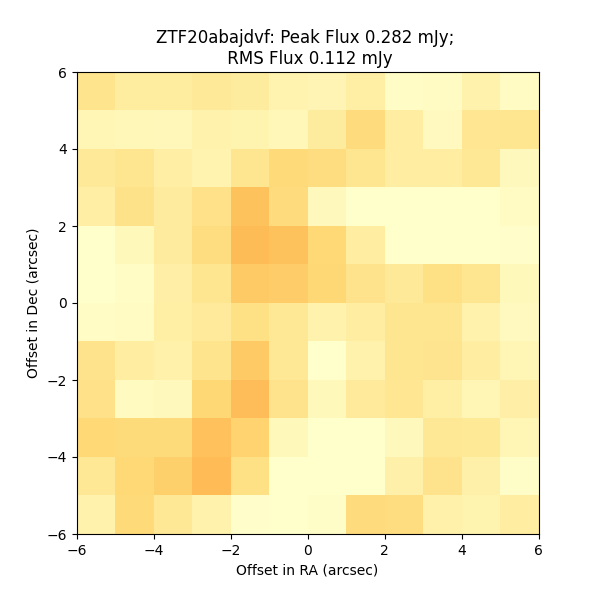 ZTF20abajdvf: Peak Flux 0.282 mJy;
RMS Flux 0.112 mJy
6
4
2
0
−2
−4
−6
Offset in Dec (arcsec)
−6 −4 −2 0 2 4 6
Offset in RA (arcsec)